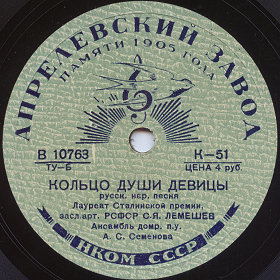 АПРЕЛЕВСКИЙ ЗАВОД
ПАМЯТИ 1905 ГОДА
В 10763
К-51
ТУ-Б
ЦЕНА 4 руб.
КОЛЬЦО ДУШИ ДЕВИЦЫ
русск. нар. песня
Лауреат Сталинской премии,
засл. арт. РСФСР С.Я. ЛЕМЕШЕВ
Ансамбль домр. п./у.
А. С. Семенова
НКОМ СССР